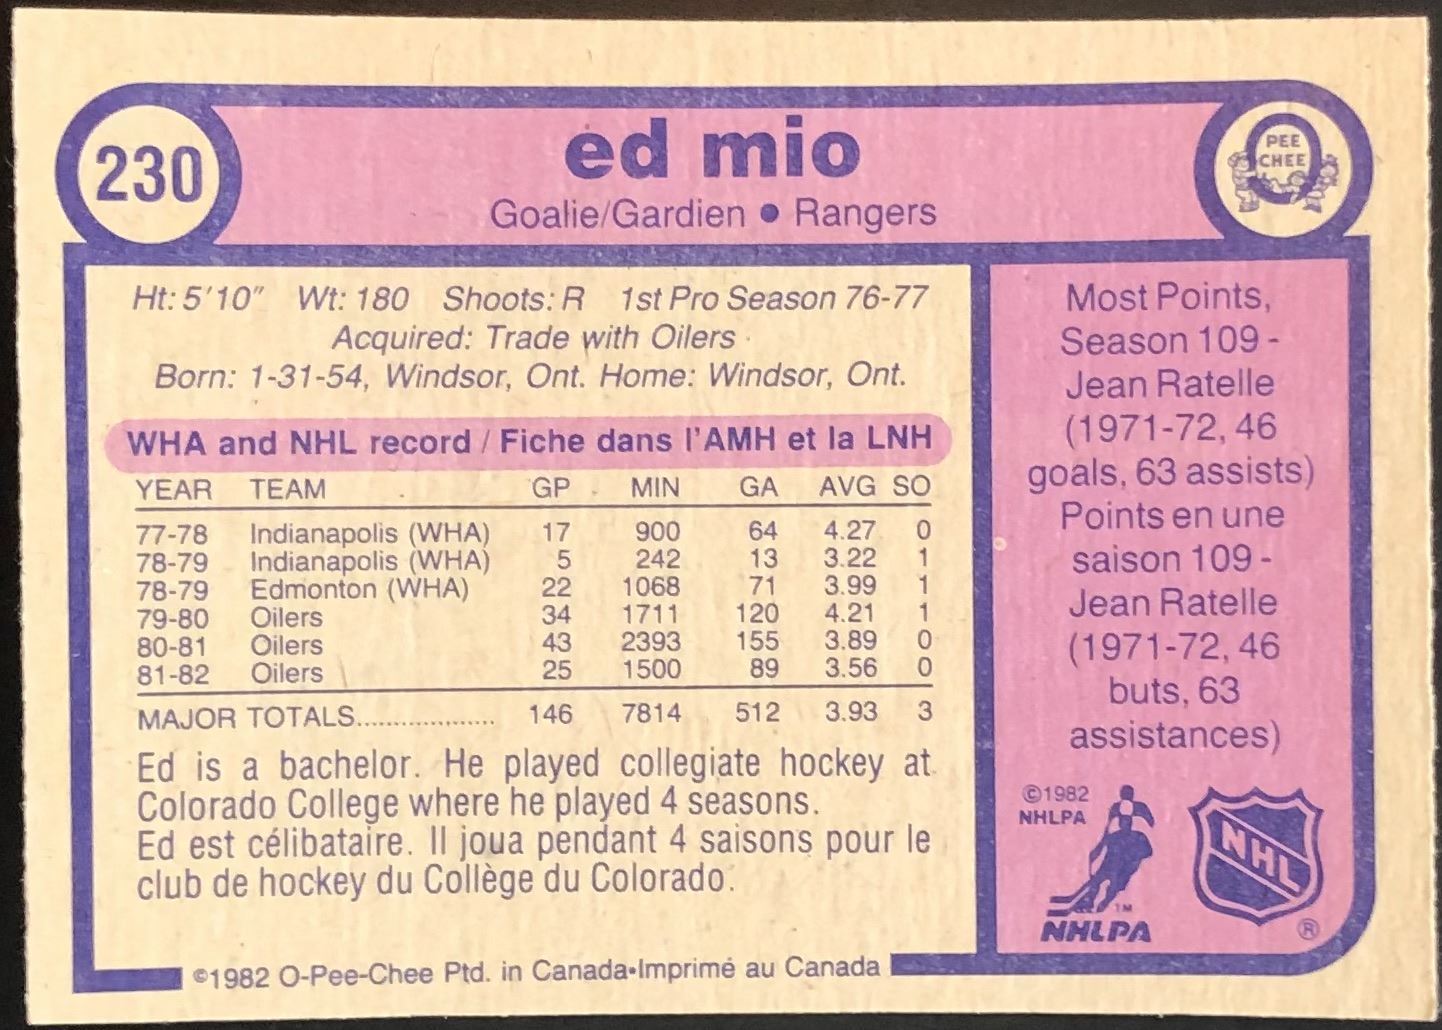 230
ed mio
Goalie/Gardien • Rangers
PEE
CHEE
Ht: 5'10" Wt: 180 Shoots: R 1st Pro Season 76-77
Acquired: Trade with Oilers
Born: 1-31-54, Windsor, Ont. Home: Windsor, Ont.
WHA and NHL record / Fiche dans l'AMH et la LNH
YEAR TEAM GP MIN GA AVG SO
77-78 Indianapolis (WHA) 17 900 64 4.27 0
78-79 Indianapolis (WHA) 5 242 13 3.22 1
78-79 Edmonton (WHA) 22 1068 71 3.99 1
79-80 Oilers 34 1711 120 4.21 1
80-81 Oilers 43 2393 155 3.89 0
81-82 Oilers 25 1500 89 3.56 0
MAJOR TOTALS.................... 146 7814 512 3.93 3
Ed is a bachelor. He played collegiate hockey at
Colorado College where he played 4 seasons.
Ed est célibataire. Il joua pendant 4 saisons pour le
club de hockey du Collège du Colorado.
©1982 O-Pee-Chee Ptd. in Canada•Imprimé au Canada
Most Points,
Season 109 -
Jean Ratelle
(1971-72, 46
goals, 63 assists)
Points en une
saison 109 -
Jean Ratelle
(1971-72, 46
buts, 63
assistances)
©1982
NHLPA
TM
NHLPA
NHL
®